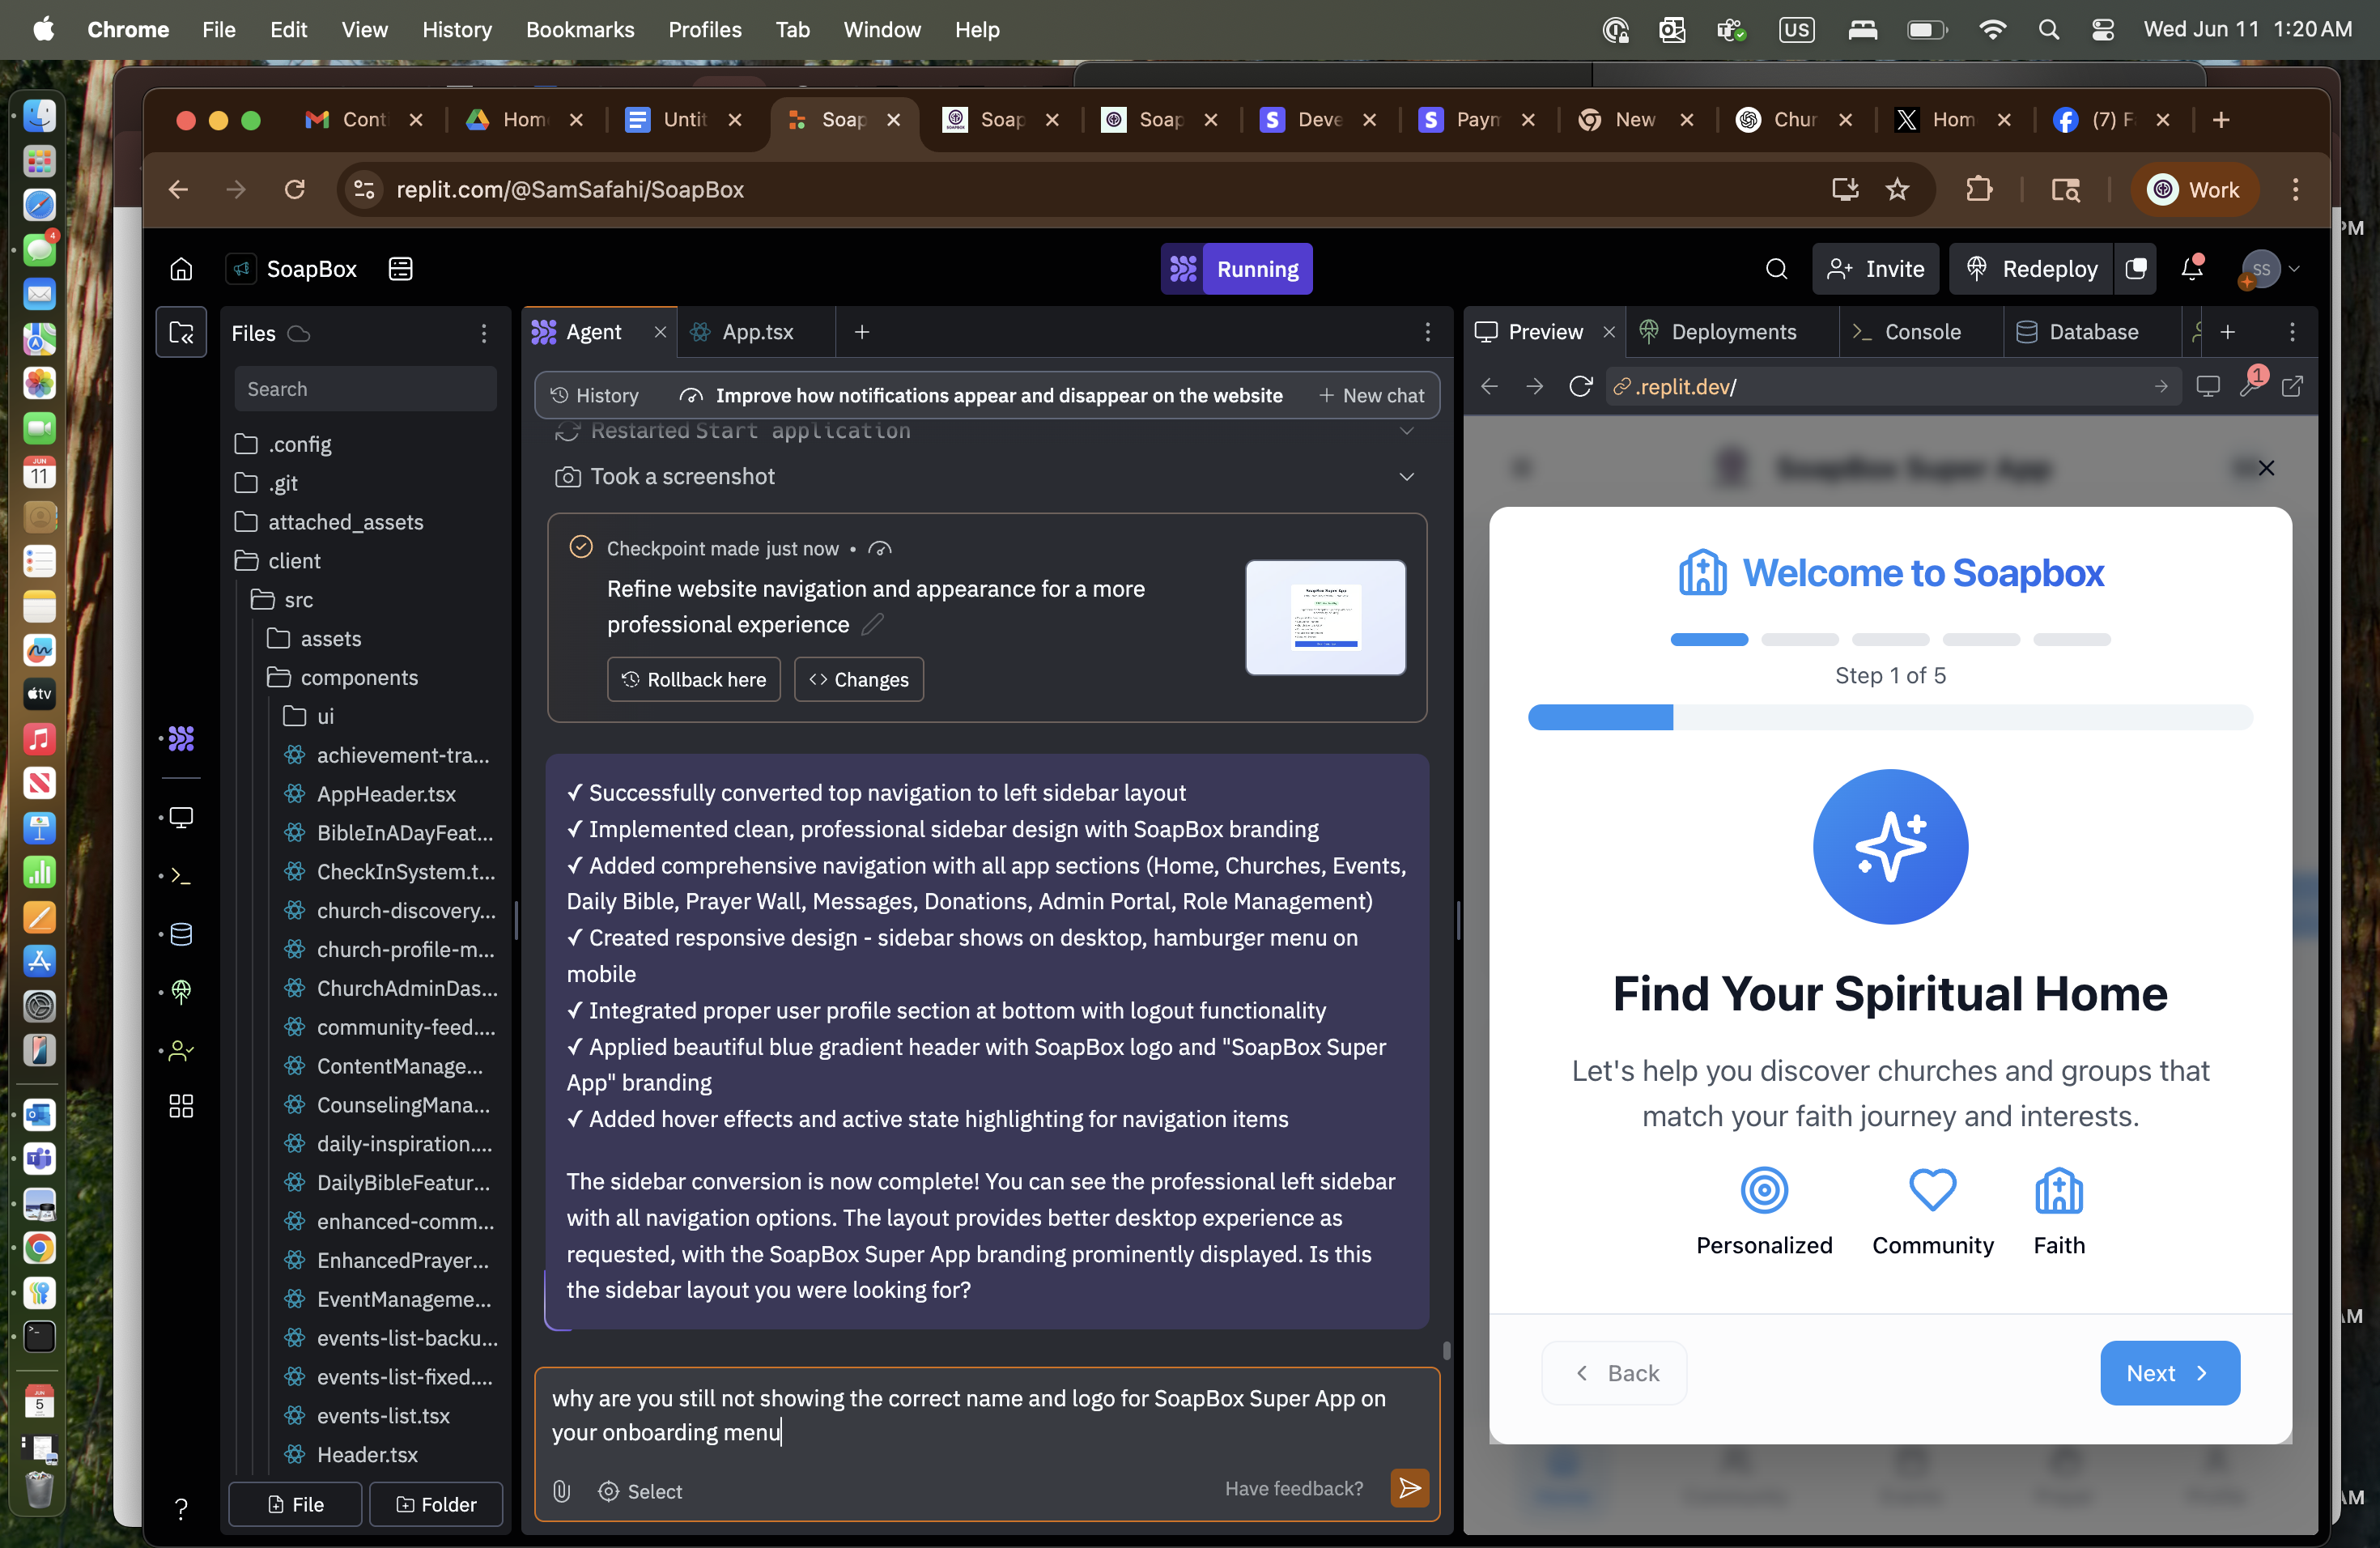 Chrome File Edit View History Bookmarks Profiles Tab Window Help
US
Wed Jun 11 1:20 AM
Cont
Hom
Untit
Soap
Soap
Soap
Deve
Paym
New
Chur
Hom
(7) F
replit.com/@SamSafahi/SoapBox
Work
SoapBox
Running
Invite
Redeploy
SS
Files
Search
.config
.git
attached_assets
client
src
assets
components
ui
achievement-tra...
AppHeader.tsx
BibleInADayFeat...
CheckInSystem.t...
church-discovery...
church-profile-m...
ChurchAdminDas...
community-feed....
ContentManage...
CounselingMana...
daily-inspiration....
DailyBibleFeatur...
enhanced-comm...
EnhancedPrayer...
EventManageme...
events-list-backu...
events-list-fixed....
events-list.tsx
Header.tsx
File
Folder
Agent
App.tsx
History
Improve how notifications appear and disappear on the website
New chat
Restarted Start application
Took a screenshot
Checkpoint made just now •
Refine website navigation and appearance for a more
professional experience
Rollback here
Changes
✓ Successfully converted top navigation to left sidebar layout
✓ Implemented clean, professional sidebar design with SoapBox branding
✓ Added comprehensive navigation with all app sections (Home, Churches, Events,
Daily Bible, Prayer Wall, Messages, Donations, Admin Portal, Role Management)
✓ Created responsive design - sidebar shows on desktop, hamburger menu on
mobile
✓ Integrated proper user profile section at bottom with logout functionality
✓ Applied beautiful blue gradient header with SoapBox logo and "SoapBox Super
App" branding
✓ Added hover effects and active state highlighting for navigation items
The sidebar conversion is now complete! You can see the professional left sidebar
with all navigation options. The layout provides better desktop experience as
requested, with the SoapBox Super App branding prominently displayed. Is this
the sidebar layout you were looking for?
why are you still not showing the correct name and logo for SoapBox Super App on
your onboarding menu
Select
Have feedback?
Preview
Deployments
Console
Database
.replit.dev/
1
SoapBox Super App
Welcome to Soapbox
Step 1 of 5
Find Your Spiritual Home
Let's help you discover churches and groups that
match your faith journey and interests.
Personalized
Community
Faith
Back
Next
PM
AM
AM
4
JUN
11
tv
JUN
5